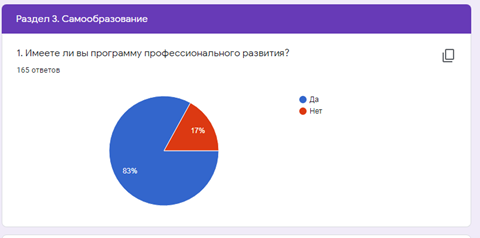 Раздел 3. Самообразование
1. Имеете ли вы программу профессионального развития?
165 ответов
Да
Нет
17%
83%